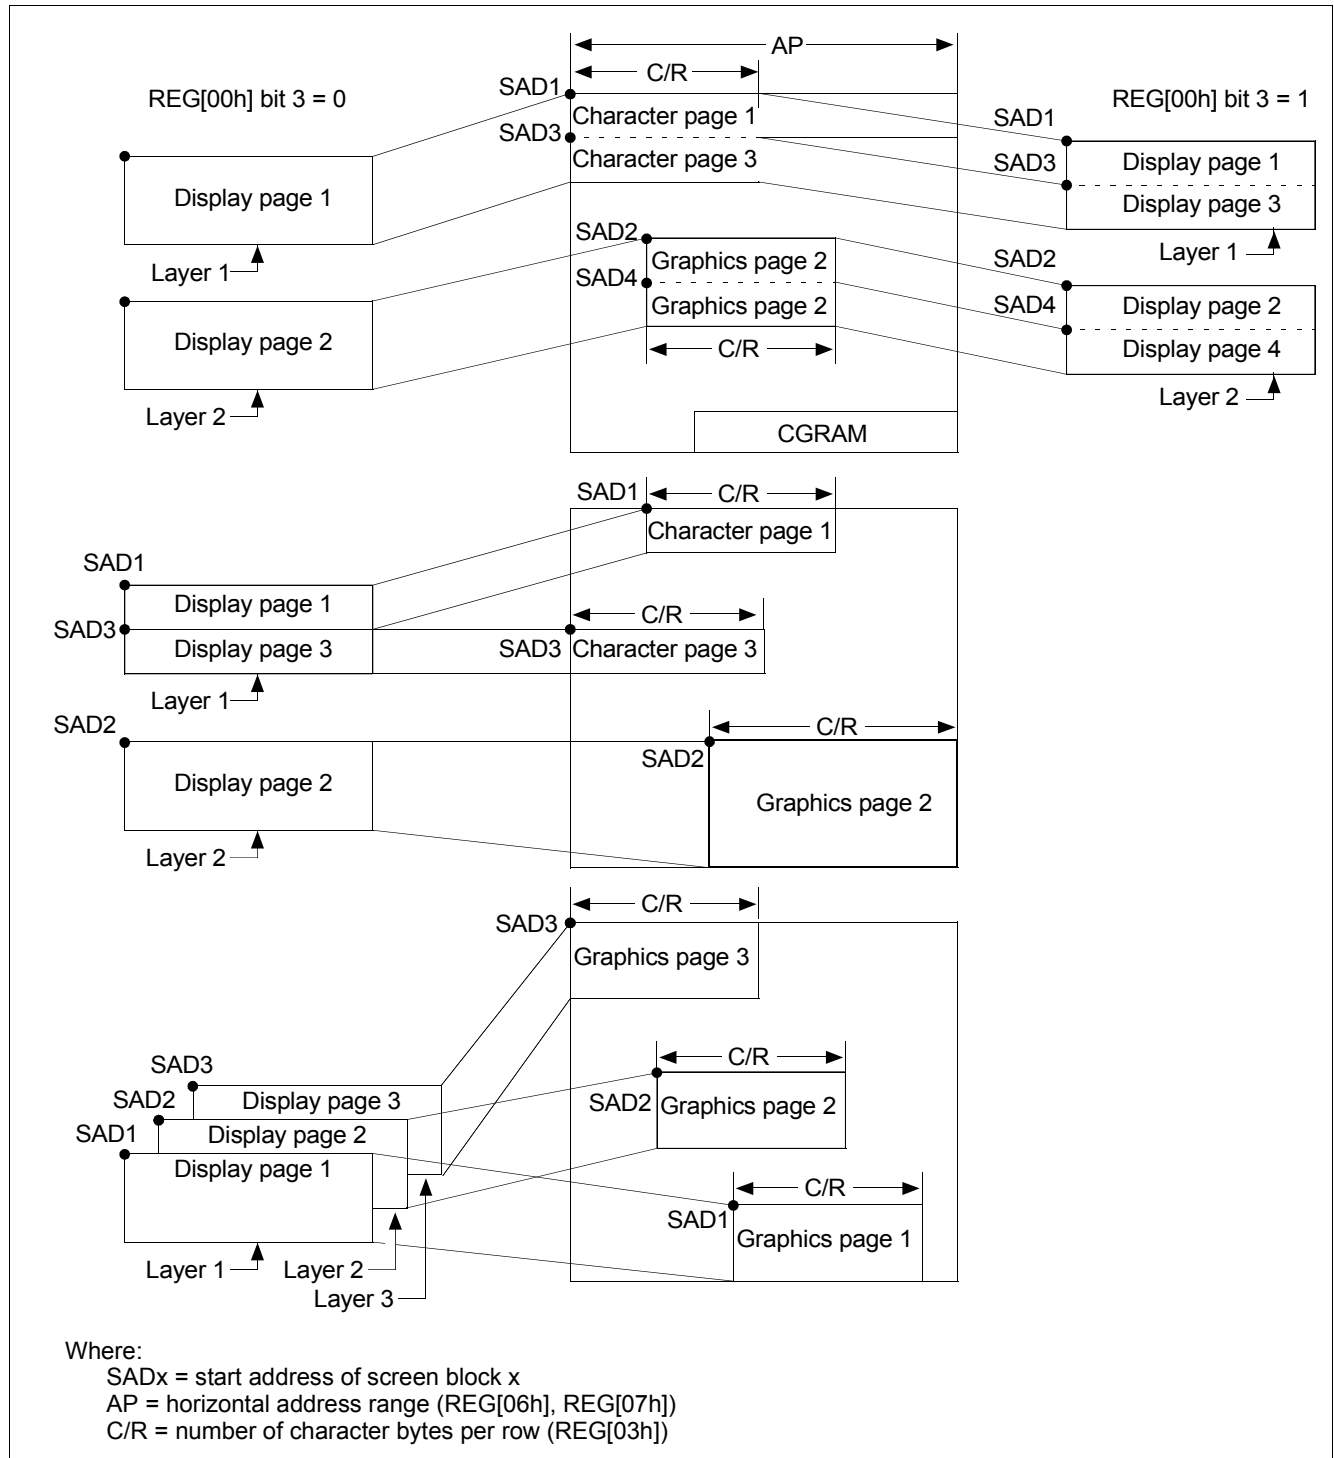 AP
C/R
REG[00h] bit 3 = 0
SAD1
REG[00h] bit 3 = 1
Character page 1
SAD1
SAD3
Character page 3
SAD3
Display page 1
Display page 1
Display page 3
Layer 1
SAD2
Layer 1
Graphics page 2
SAD2
SAD4
Graphics page 2
SAD4
Display page 2
Display page 2
C/R
Display page 4
Layer 2
Layer 2
CGRAM
SAD1
C/R
Character page 1
SAD1
Display page 1
C/R
SAD3
Display page 3
SAD3
Character page 3
Layer 1
SAD2
C/R
SAD2
Display page 2
Graphics page 2
Layer 2
C/R
SAD3
Graphics page 3
C/R
SAD3
Display page 3
SAD2
SAD2
Graphics page 2
Display page 2
SAD1
Display page 1
C/R
SAD1
Graphics page 1
Layer 1
Layer 2
Layer 3
Where:
SADx = start address of screen block x
AP = horizontal address range (REG[06h], REG[07h])
C/R = number of character bytes per row (REG[03h])